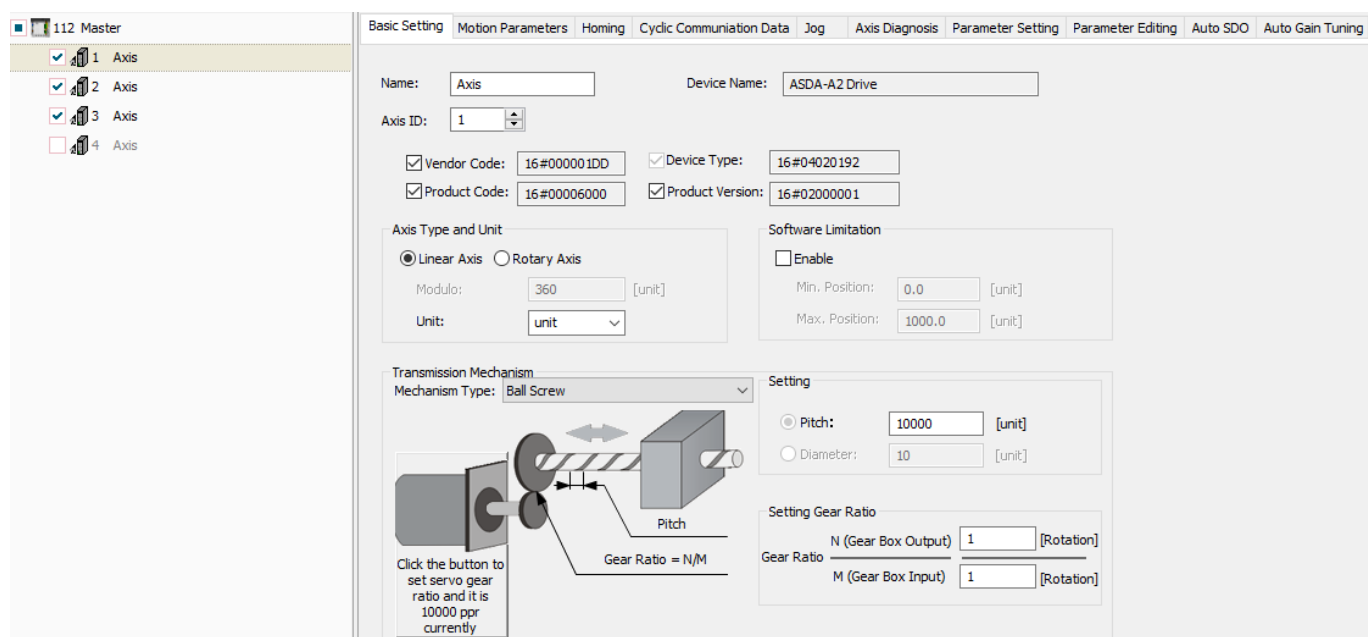 112 Master
1 Axis
2 Axis
3 Axis
4 Axis
Basic Setting Motion Parameters Homing Cyclic Communiation Data Jog Axis Diagnosis Parameter Setting Parameter Editing Auto SDO Auto Gain Tuning
Name: Axis Device Name: ASDA-A2 Drive
Axis ID: 1
Vendor Code: 16#000001DD Device Type: 16#04020192
Product Code: 16#00006000 Product Version: 16#02000001
Axis Type and Unit
Linear Axis Rotary Axis
Modulo: 360 [unit]
Unit: unit
Software Limitation
Enable
Min. Position: 0.0 [unit]
Max. Position: 1000.0 [unit]
Transmission Mechanism
Mechanism Type: Ball Screw
Pitch
Gear Ratio = N/M
Click the button to
set servo gear
ratio and it is
10000 ppr
currently
Setting
Pitch: 10000 [unit]
Diameter: 10 [unit]
Setting Gear Ratio
N (Gear Box Output) 1 [Rotation]
Gear Ratio
M (Gear Box Input) 1 [Rotation]